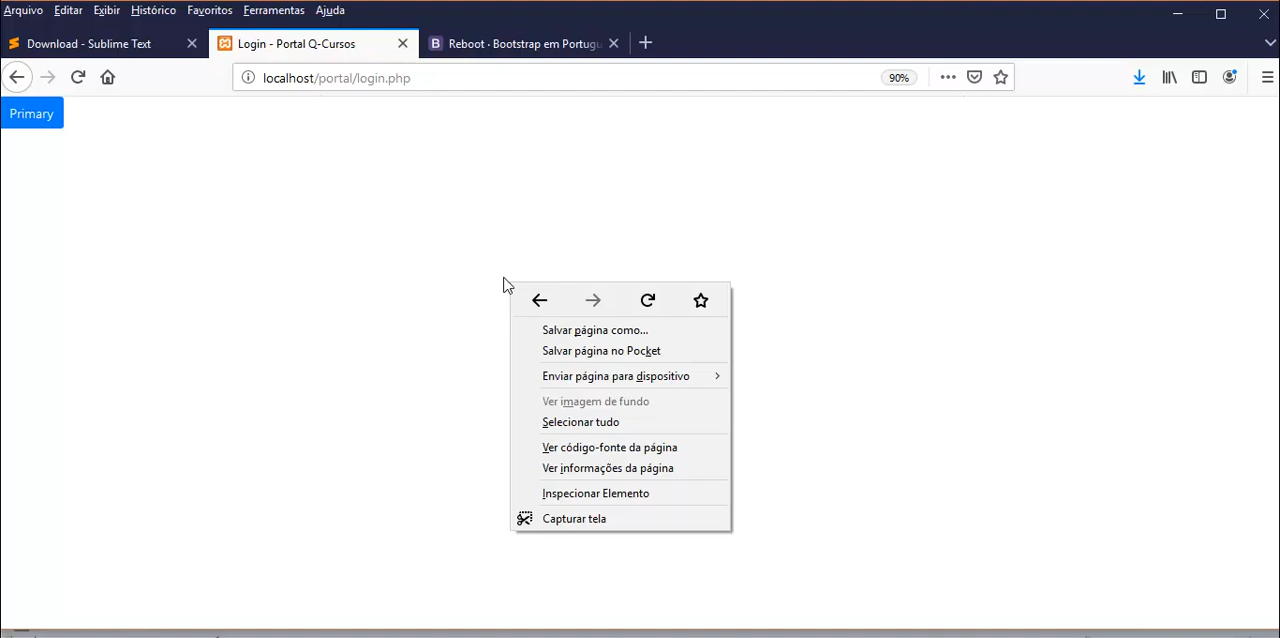 Arquivo Editar Exibir Histórico Favoritos Ferramentas Ajuda
Download - Sublime Text Login - Portal Q-Cursos Reboot · Bootstrap em Portugu
localhost/portal/login.php 90%
Primary
Salvar página como...
Salvar página no Pocket
Enviar página para dispositivo
Ver imagem de fundo
Selecionar tudo
Ver código-fonte da página
Ver informações da página
Inspecionar Elemento
Capturar tela